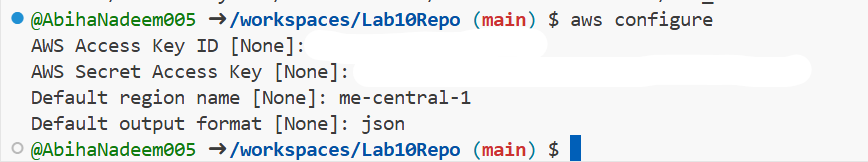 @AbihaNadeem005 ➜/workspaces/Lab10Repo (main) $ aws configure
AWS Access Key ID [None]:
AWS Secret Access Key [None]:
Default region name [None]: me-central-1
Default output format [None]: json
@AbihaNadeem005 ➜/workspaces/Lab10Repo (main) $